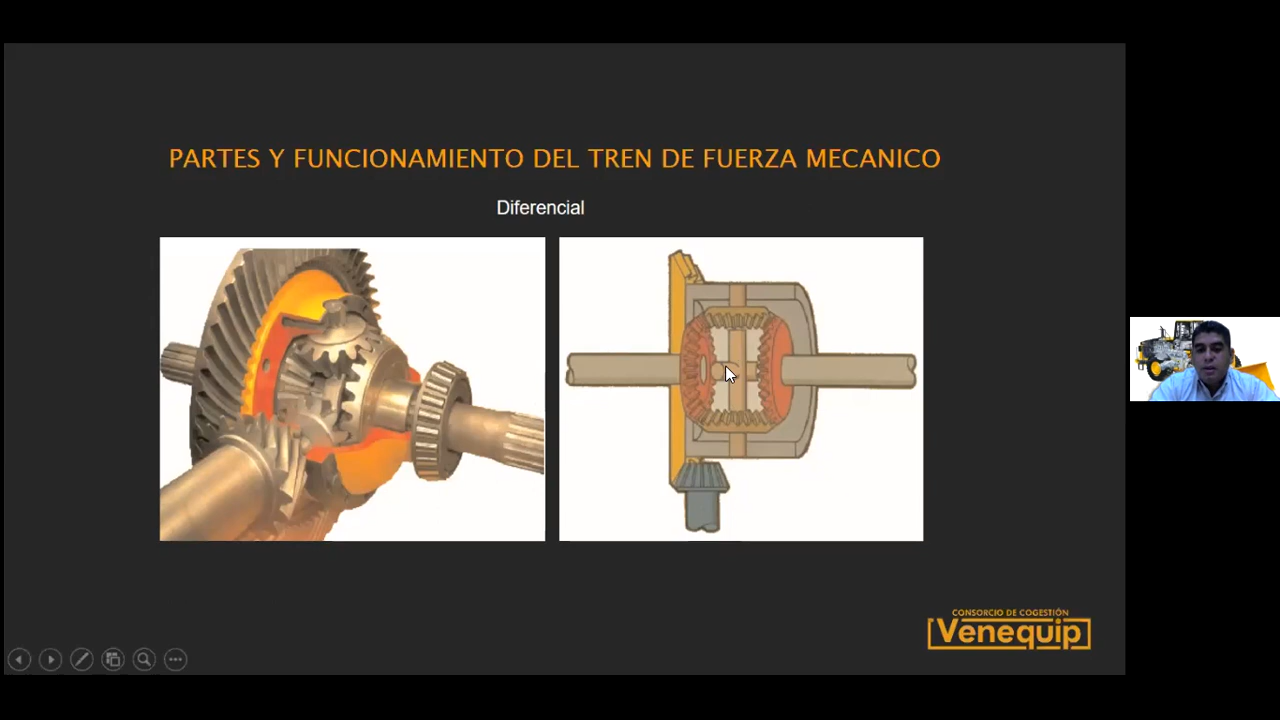 PARTES Y FUNCIONAMIENTO DEL TREN DE FUERZA MECANICO
Diferencial
CONSORCIO DE COGESTIÓN
Venequip